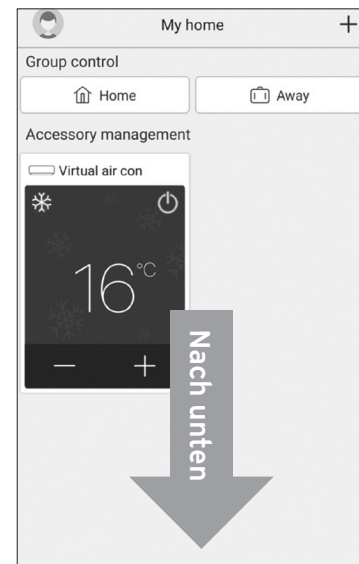 My home
+
Group control
Home
Away
Accessory management
Virtual air con
16°C
− +
Nach unten